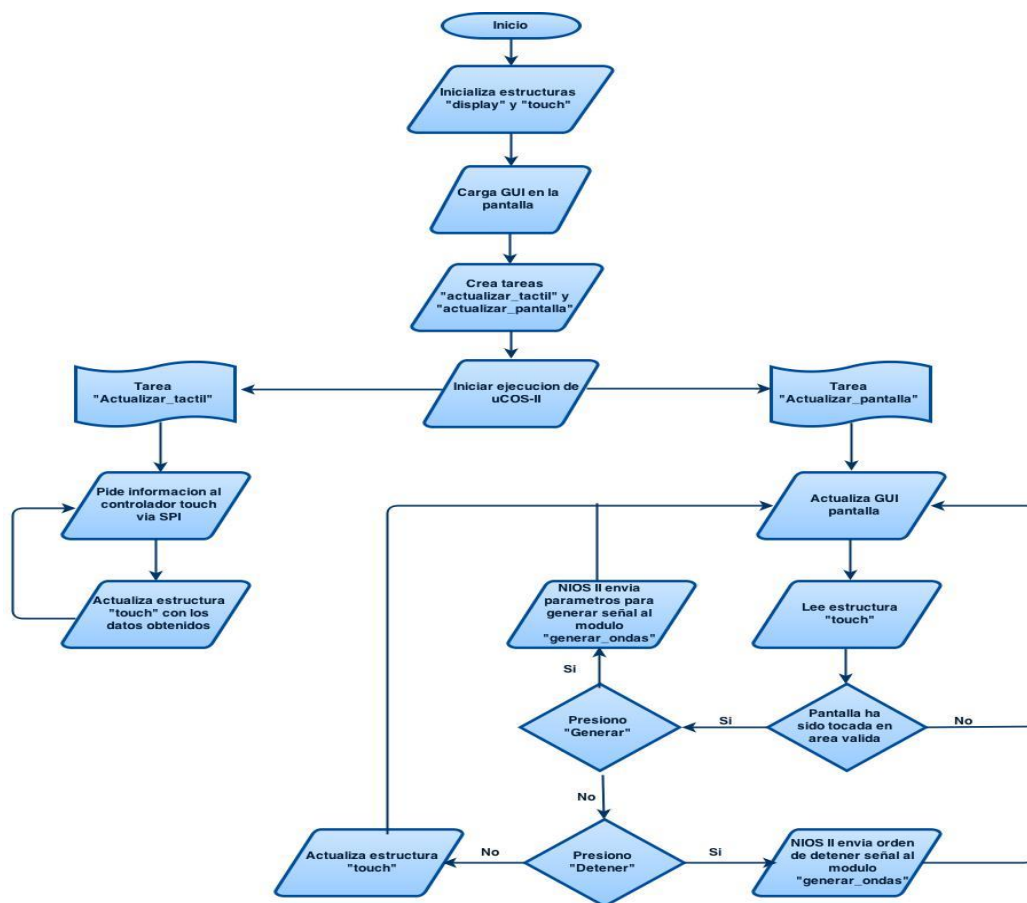 Inicio
Inicializa estructuras
"display" y "touch"
Carga GUI en la
pantalla
Crea tareas
"actualizar_tactil" y
"actualizar_pantalla"
Iniciar ejecucion de
uCOS-II
Tarea
"Actualizar_tactil"
Tarea
"Actualizar_pantalla"
Pide informacion al
controlador touch
via SPI
Actualiza estructura
"touch" con los
datos obtenidos
Actualiza GUI
pantalla
Lee estructura
"touch"
Pantalla ha
sido tocada en
area valida
No
Si
Presiono
"Generar"
Si
NIOS II envia
parametros para
generar señal al
modulo
"generar_ondas"
No
Presiono
"Detener"
No
Actualiza estructura
"touch"
Si
NIOS II envia orden
de detener señal al
modulo
"generar_ondas"